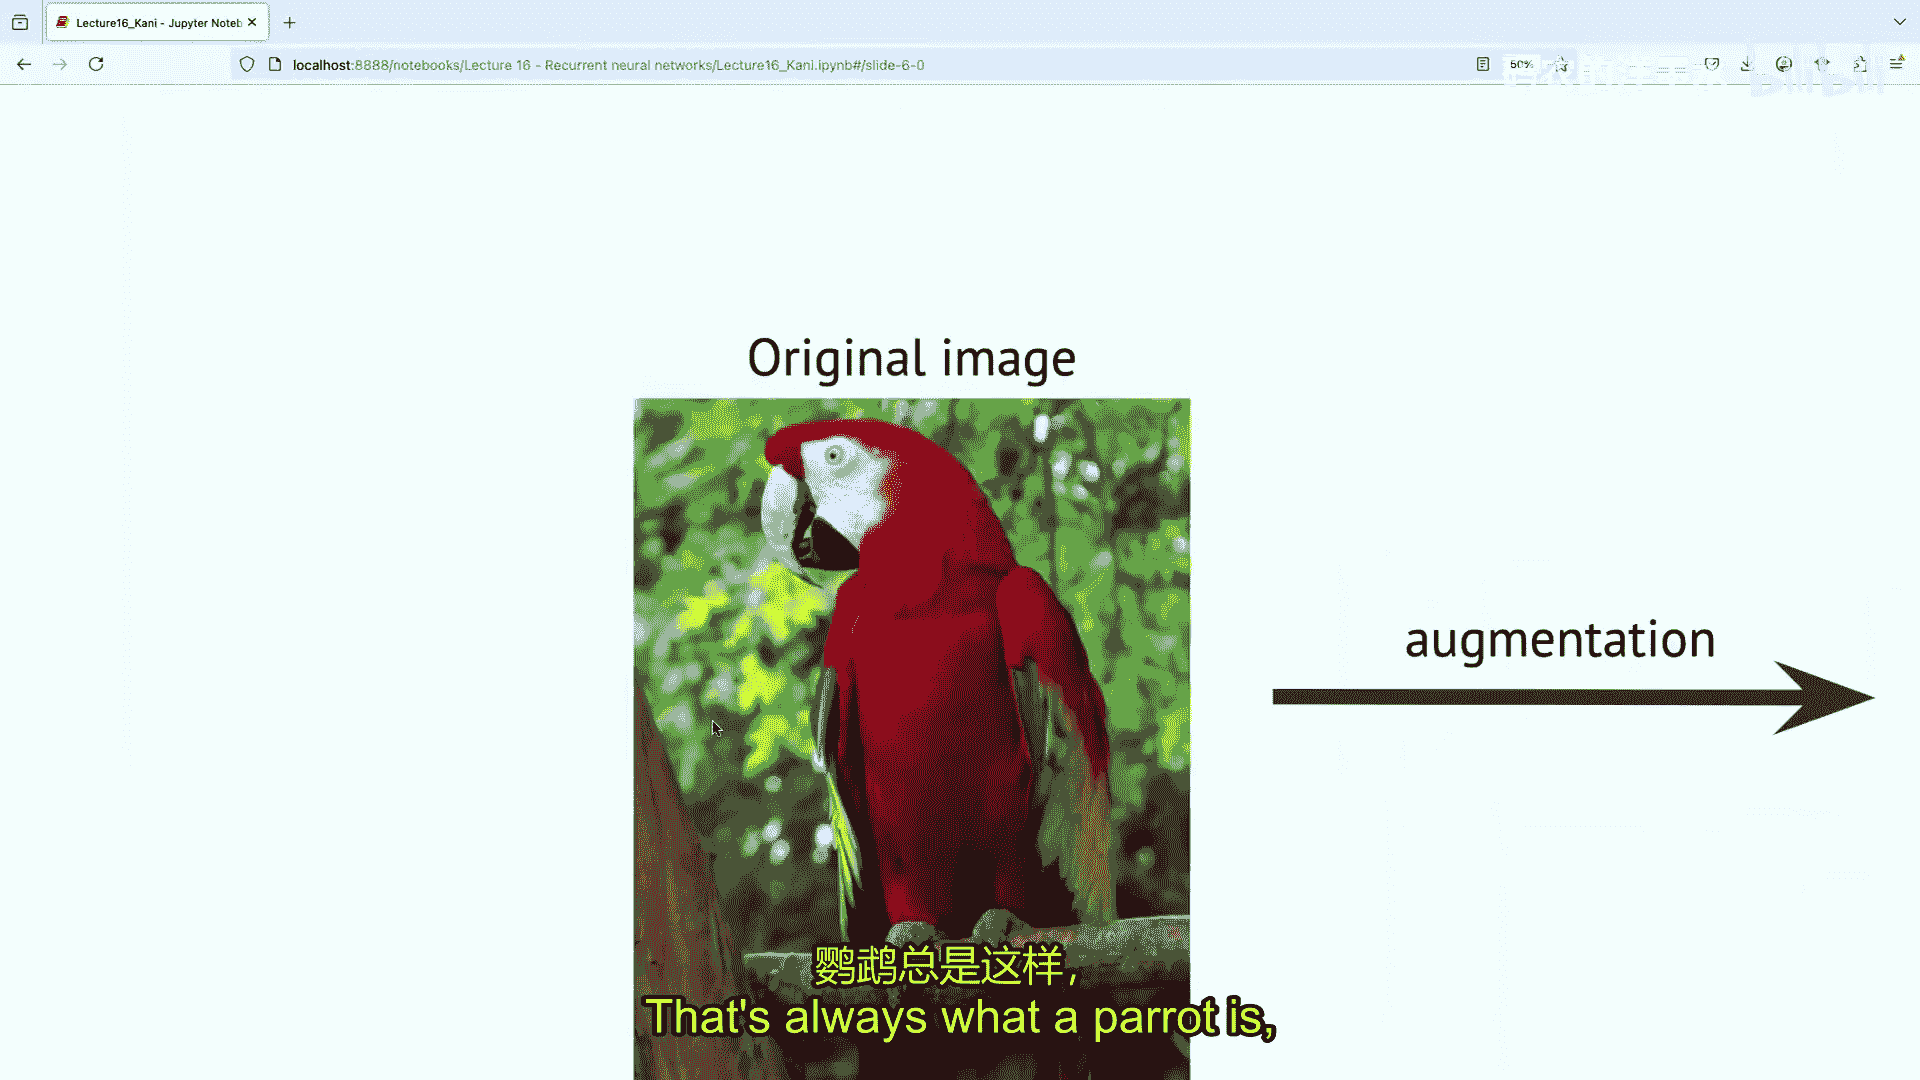 Lecture16_Kani - Jupyter Noteb
localhost:8888/notebooks/Lecture 16 - Recurrent neural networks/Lecture16_Kani.ipynb#/slide-6-0
50%
Original image
augmentation
鹦鹉总是这样，
That's always what a parrot is,